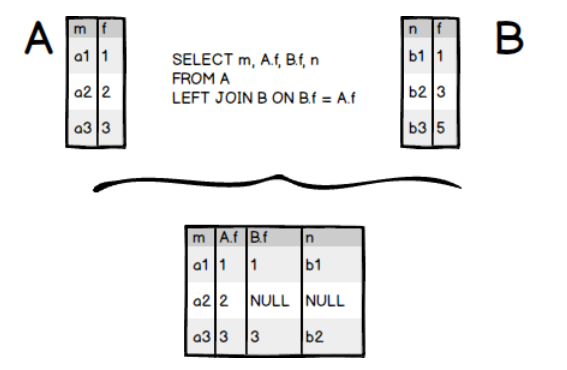 A
m f
a1 1
a2 2
a3 3
SELECT m, A.f, B.f, n
FROM A
LEFT JOIN B ON B.f = A.f
n f
b1 1
b2 3
b3 5
B
m A.f B.f n
a1 1 1 b1
a2 2 NULL NULL
a3 3 3 b2